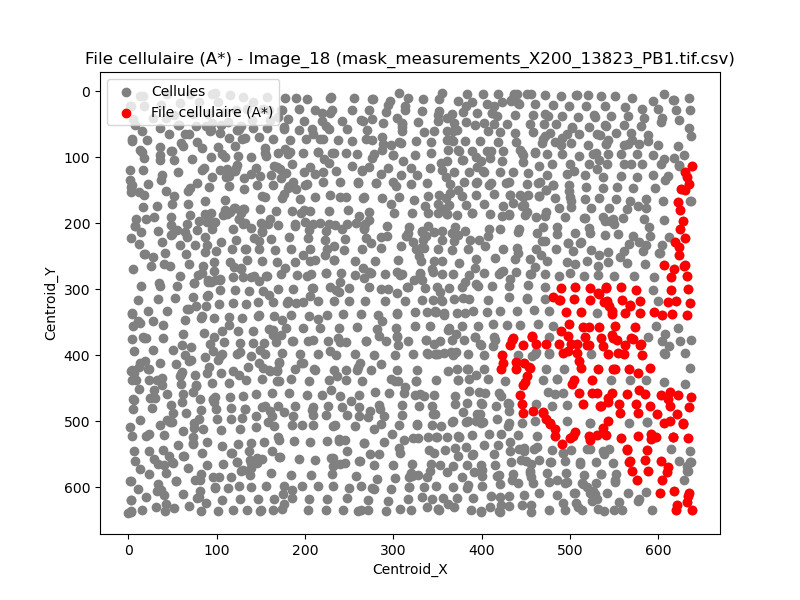 File cellulaire (A*) - Image_18 (mask_measurements_X200_13823_PB1.tif.csv)
Cellules
File cellulaire (A*)
0
100
200
300
400
500
600
Centroid_Y
0 100 200 300 400 500 600
Centroid_X